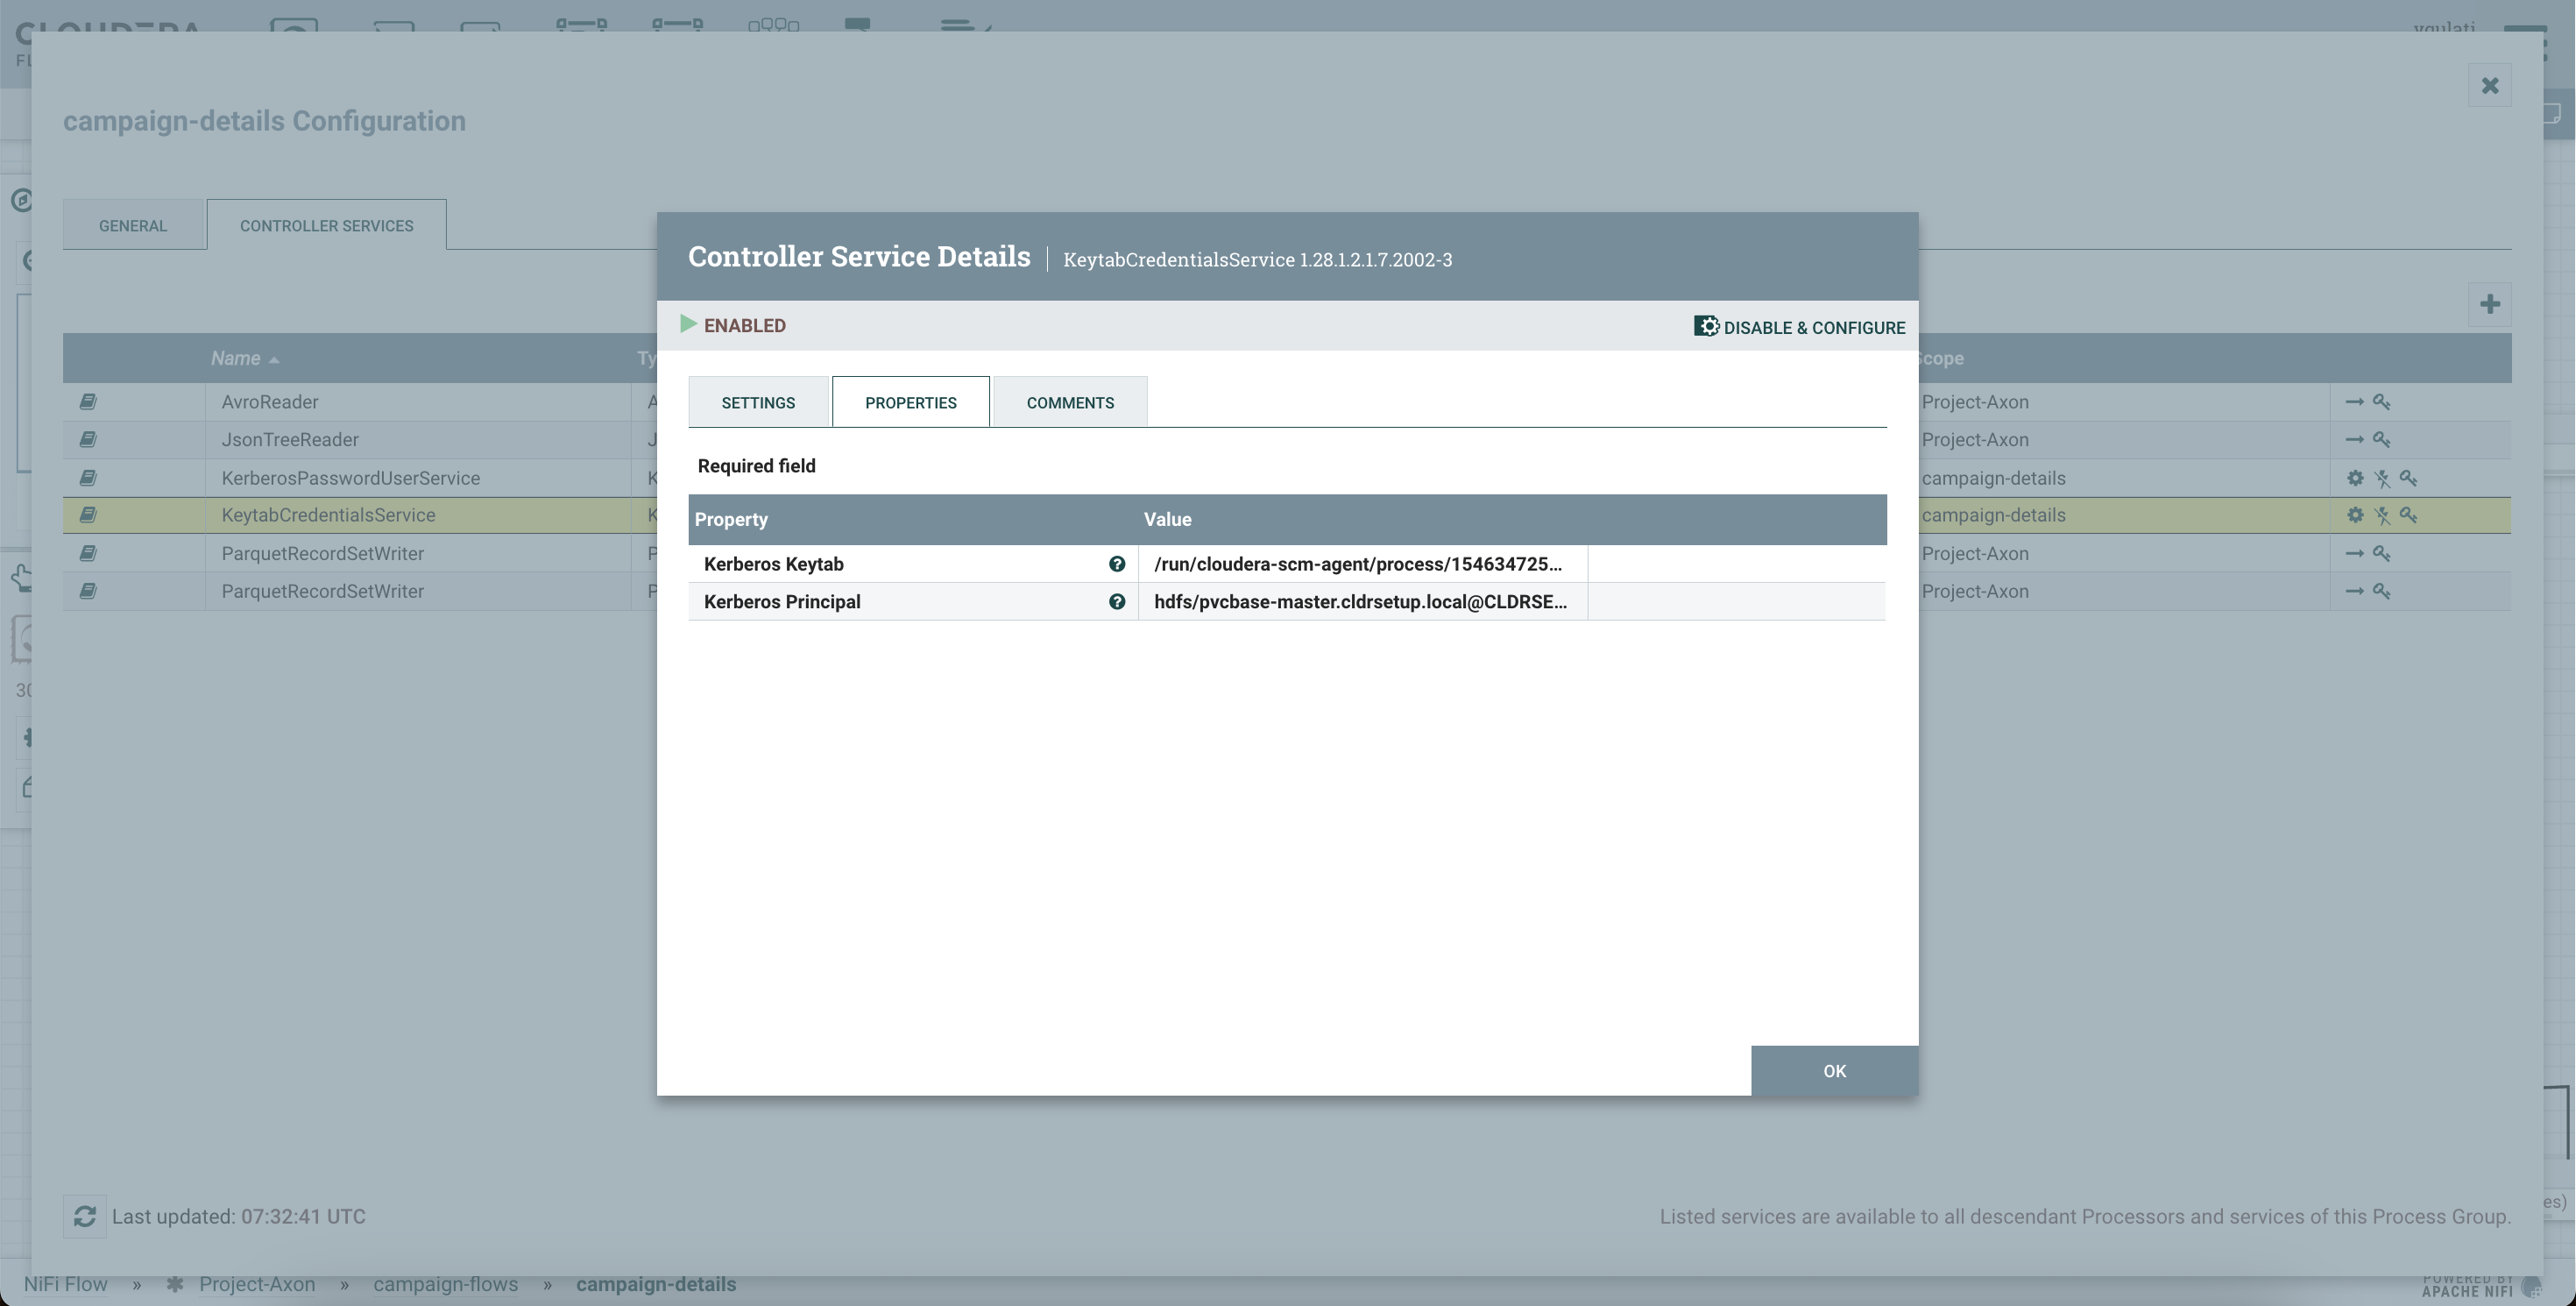 vgulati
campaign-details Configuration
GENERAL
CONTROLLER SERVICES
Controller Service Details
KeytabCredentialsService 1.28.1.2.1.7.2002-3
ENABLED
DISABLE & CONFIGURE
Name
Ty
Scope
AvroReader
A
Project-Axon
JsonTreeReader
J
Project-Axon
KerberosPasswordUserService
K
campaign-details
KeytabCredentialsService
K
campaign-details
ParquetRecordSetWriter
P
Project-Axon
ParquetRecordSetWriter
P
Project-Axon
SETTINGS
PROPERTIES
COMMENTS
Required field
Property
Value
Kerberos Keytab
/run/cloudera-scm-agent/process/154634725...
Kerberos Principal
hdfs/pvcbase-master.cldrsetup.local@CLDRSE...
30
OK
es)
Last updated: 07:32:41 UTC
Listed services are available to all descendant Processors and services of this Process Group.
NiFi Flow » Project-Axon » campaign-flows » campaign-details
POWERED BY
APACHE NIFI